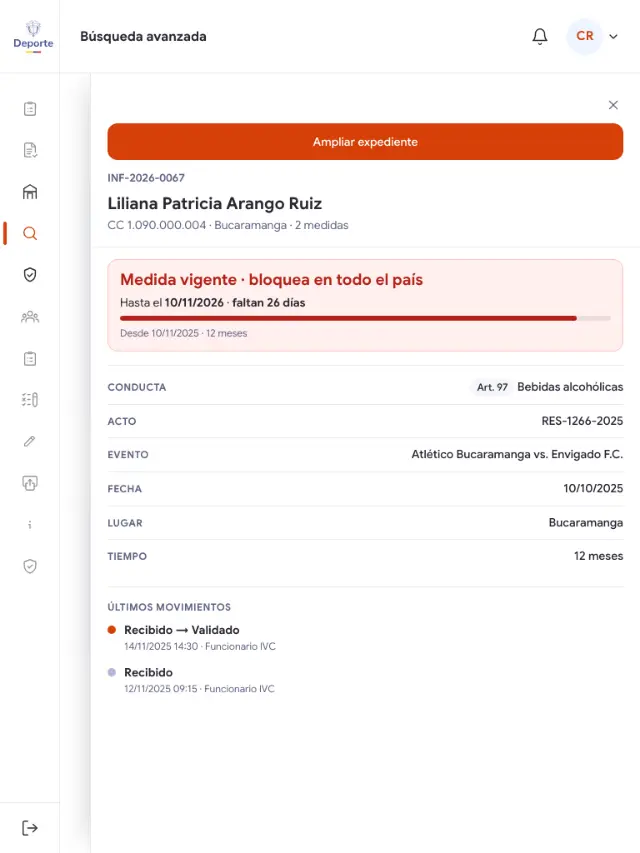 Deporte
Búsqueda avanzada
CR
Ampliar expediente
INF-2026-0067
Liliana Patricia Arango Ruiz
CC 1.090.000.004 · Bucaramanga · 2 medidas
Medida vigente · bloquea en todo el país
Hasta el 10/11/2026 · faltan 26 días
Desde 10/11/2025 · 12 meses
CONDUCTA Art. 97 Bebidas alcohólicas
ACTO RES-1266-2025
EVENTO Atlético Bucaramanga vs. Envigado F.C.
FECHA 10/10/2025
LUGAR Bucaramanga
TIEMPO 12 meses
ÚLTIMOS MOVIMIENTOS
Recibido → Validado
14/11/2025 14:30 · Funcionario IVC
Recibido
12/11/2025 09:15 · Funcionario IVC